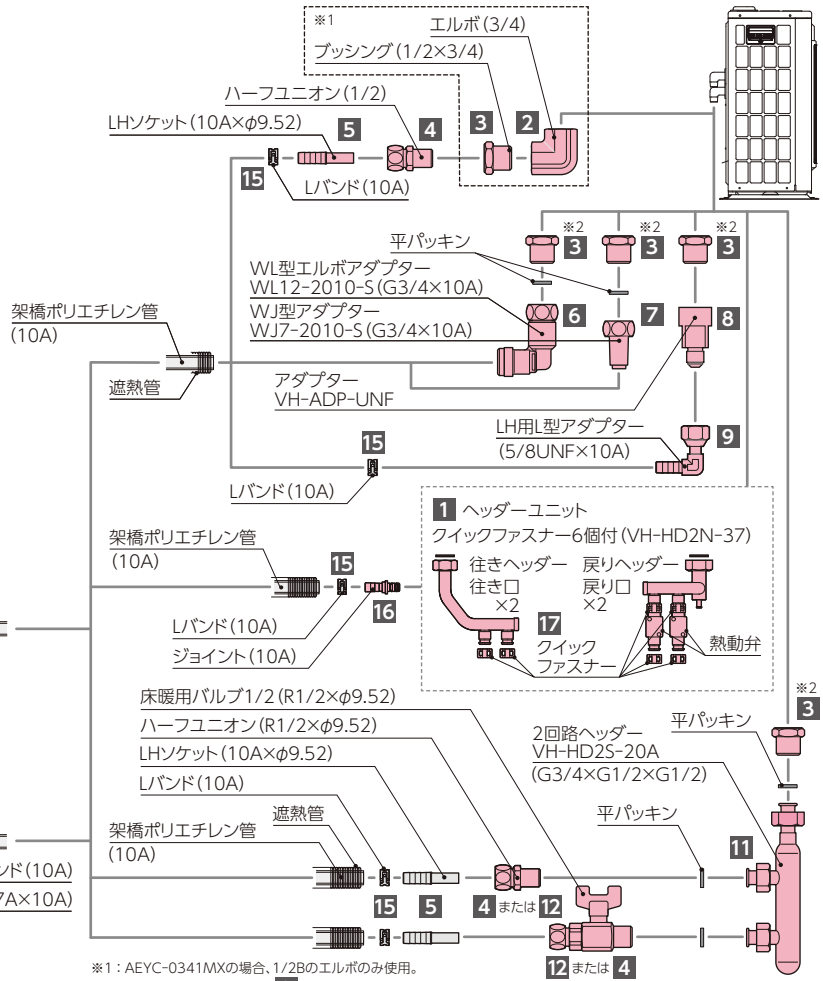 ※1
エルボ(3/4)
ブッシング(1/2×3/4)
ハーフユニオン(1/2)
LHソケット(10A×φ9.52)
5
4
3
2
15
Lバンド(10A)
※2
3
※2
3
※2
3
平パッキン
WL型エルボアダプター
WL12-2010-S(G3/4×10A)
WJ型アダプター
WJ7-2010-S(G3/4×10A)
6
7
8
架橋ポリエチレン管
(10A)
遮熱管
アダプター
VH-ADP-UNF
LH用L型アダプター
(5/8UNF×10A)
9
15
Lバンド(10A)
1 ヘッダーユニット
クイックファスナー6個付(VH-HD2N-37)
往きヘッダー
往き口
×2
戻りヘッダー
戻り口
×2
17
クイック
ファスナー
熱動弁
架橋ポリエチレン管
(10A)
15
16
Lバンド(10A)
ジョイント(10A)
床暖用バルブ1/2(R1/2×φ9.52)
ハーフユニオン(R1/2×φ9.52)
LHソケット(10A×φ9.52)
Lバンド(10A)
遮熱管
架橋ポリエチレン管
(10A)
※2
3
2回路ヘッダー
VH-HD2S-20A
(G3/4×G1/2×G1/2)
平パッキン
平パッキン
11
ンド(10A)
7A×10A)
15
5
4 または 12
12 または 4
※1：AEYC-0341MXの場合、1/2Bのエルボのみ使用。